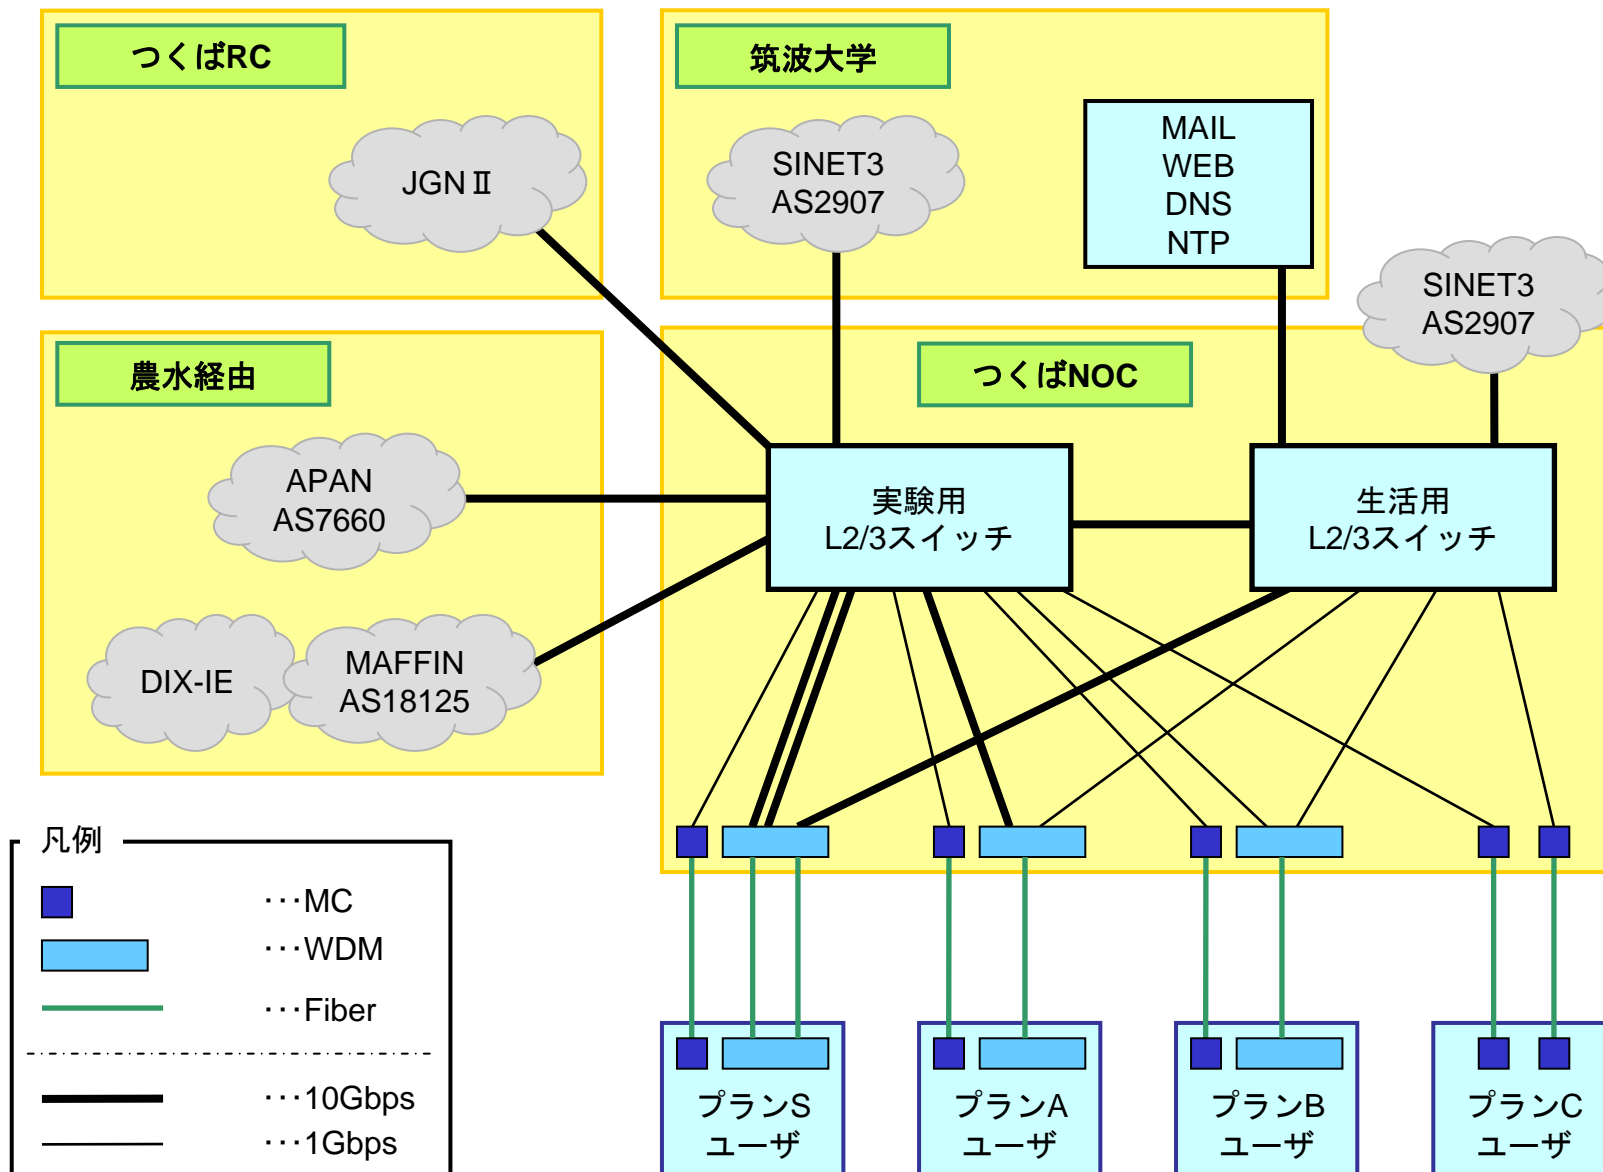 つくばRC
JGNⅡ
筑波大学
SINET3
AS2907
MAIL
WEB
DNS
NTP
SINET3
AS2907
農水経由
APAN
AS7660
DIX-IE
MAFFIN
AS18125
つくばNOC
実験用
L2/3スイッチ
生活用
L2/3スイッチ
凡例
･･･MC
･･･WDM
･･･Fiber
･･･10Gbps
･･･1Gbps
プランS
ユーザ
プランA
ユーザ
プランB
ユーザ
プランC
ユーザ